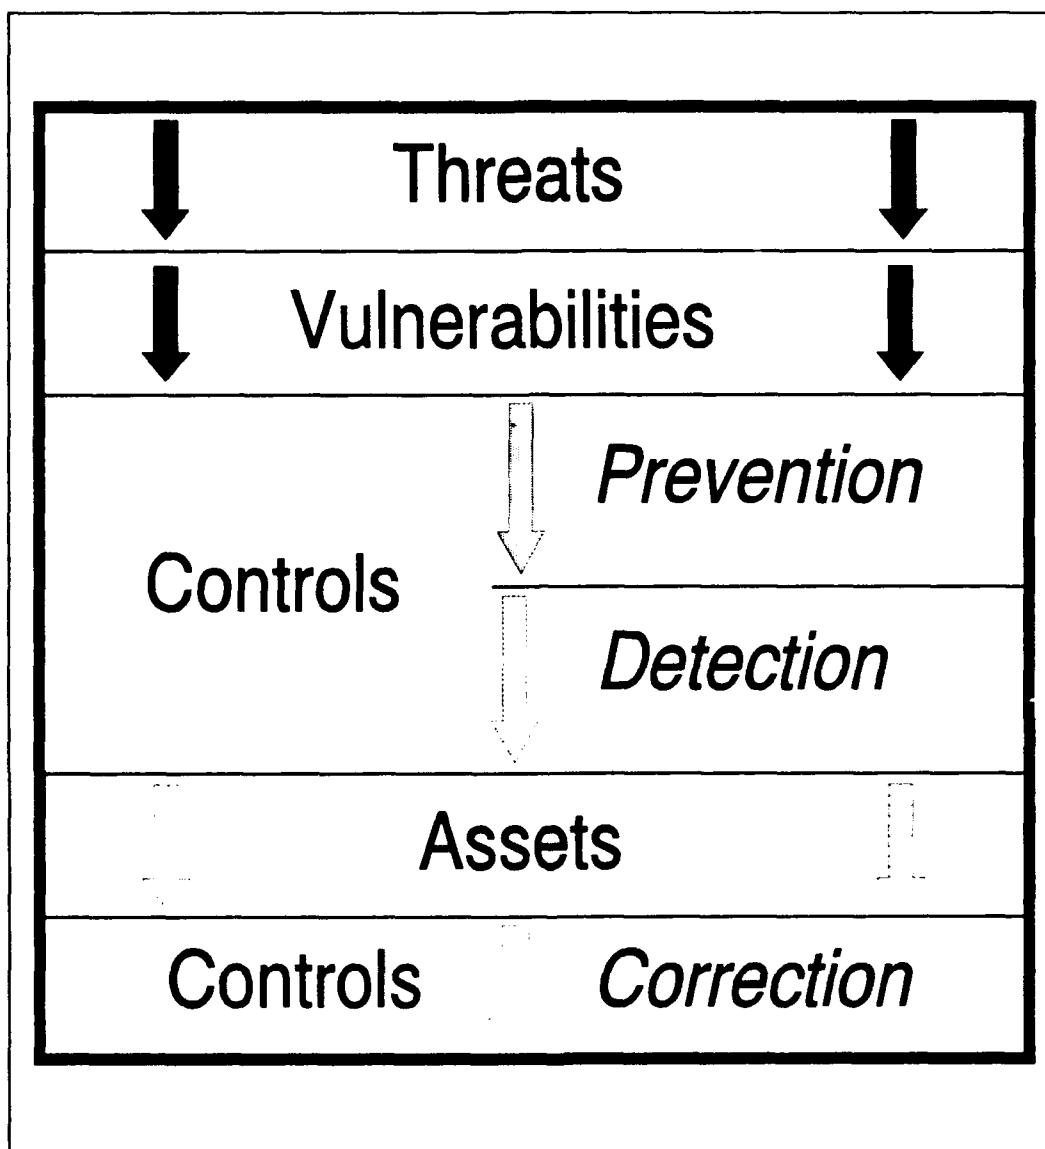 Threats
Vulnerabilities
Prevention
Controls
Detection
Assets
Controls Correction